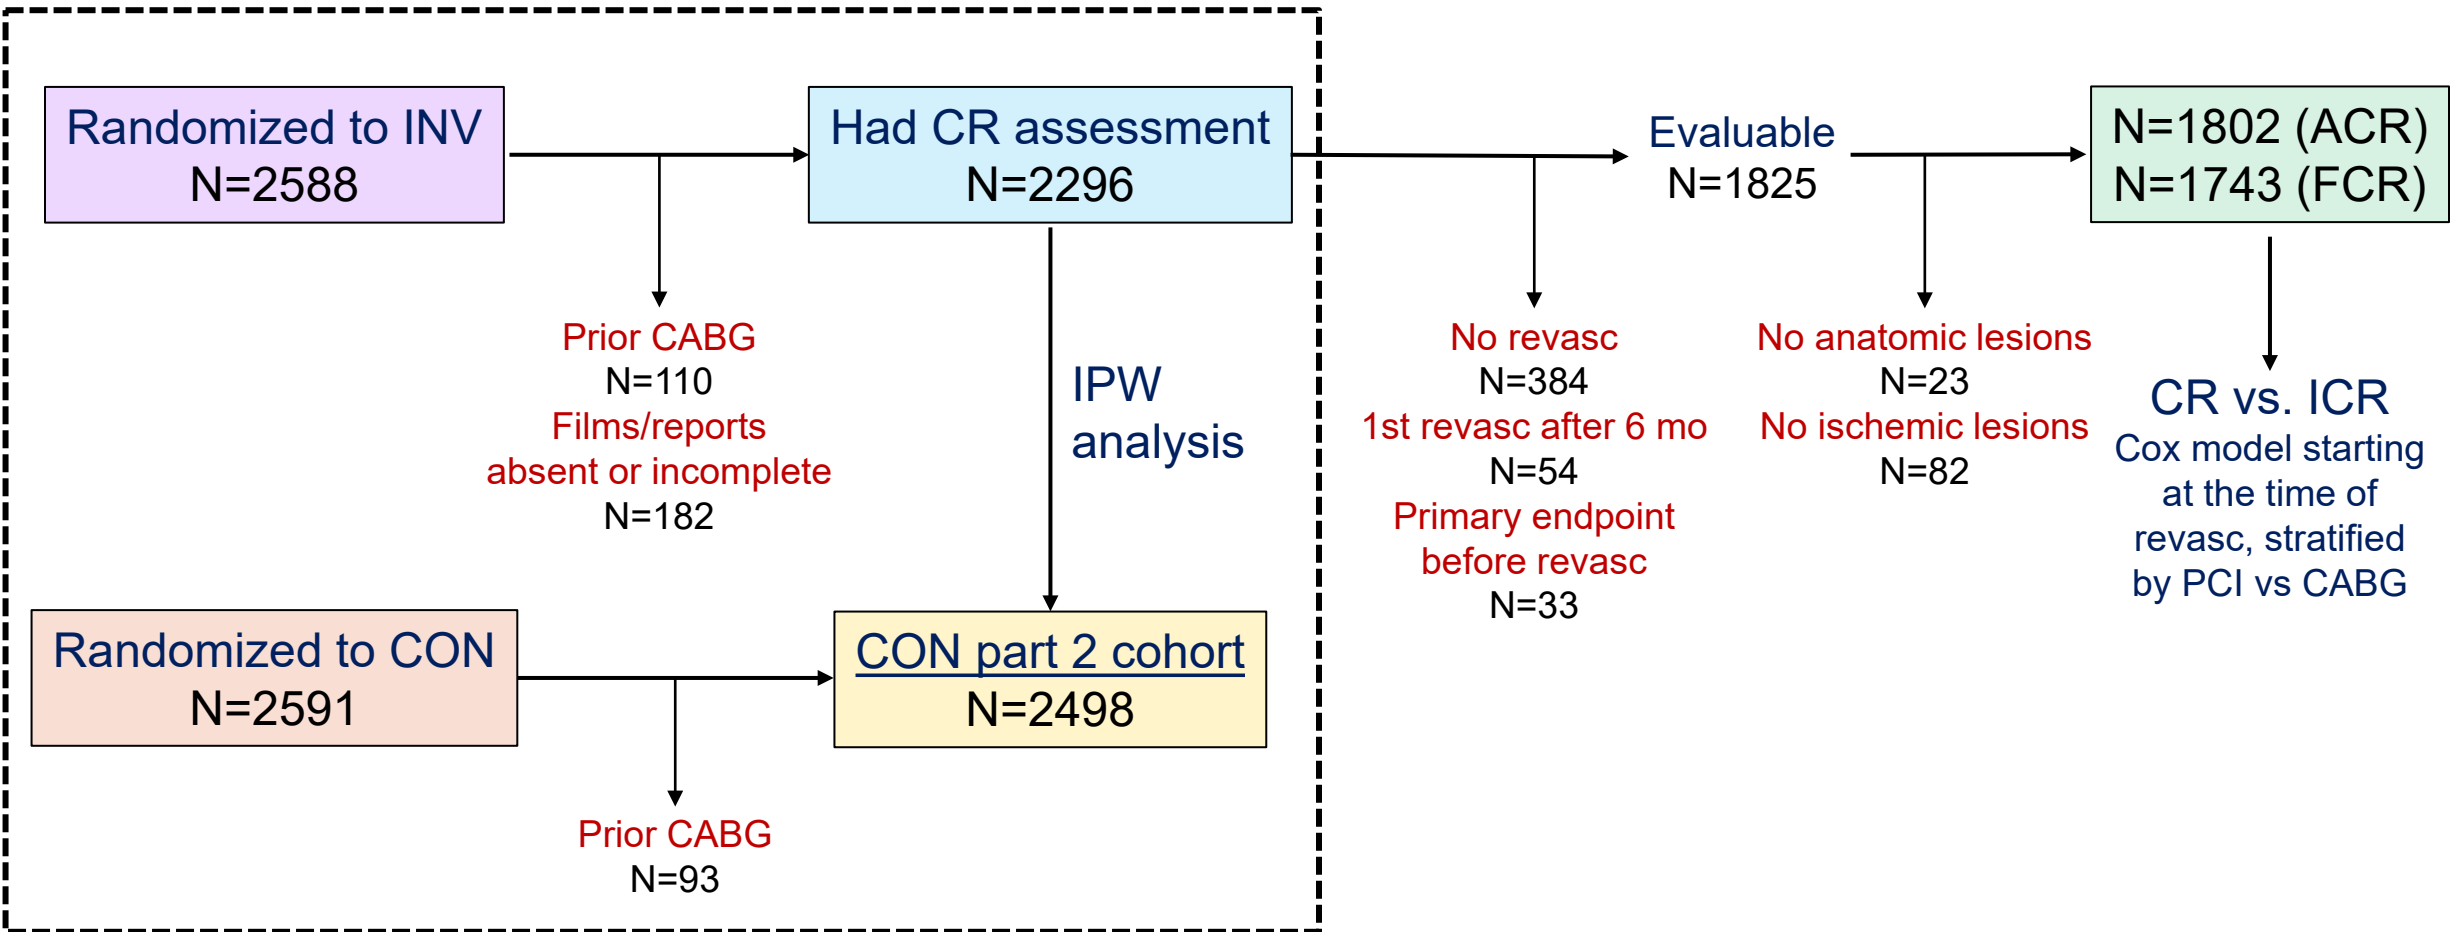 Randomized to INV
N=2588
Had CR assessment
N=2296
Evaluable
N=1825
N=1802 (ACR)
N=1743 (FCR)
Prior CABG
N=110
Films/reports
absent or incomplete
N=182
IPW
analysis
No revasc
N=384
1st revasc after 6 mo
N=54
Primary endpoint
before revasc
N=33
No anatomic lesions
N=23
No ischemic lesions
N=82
CR vs. ICR
Cox model starting
at the time of
revasc, stratified
by PCI vs CABG
Randomized to CON
N=2591
CON part 2 cohort
N=2498
Prior CABG
N=93